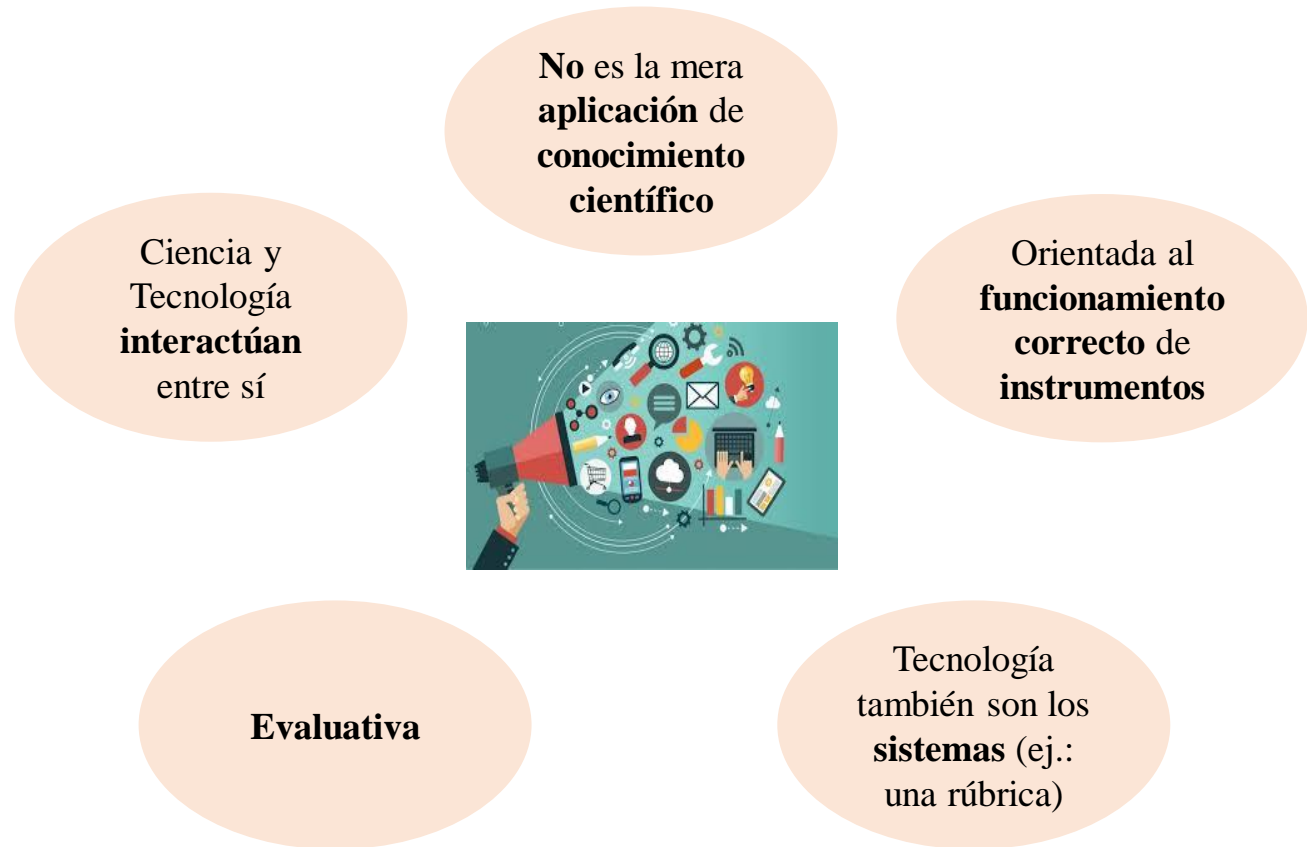 No es la mera
aplicación de
conocimiento
científico
Ciencia y
Tecnología
interactúan
entre sí
Orientada al
funcionamiento
correcto de
instrumentos
Evaluativa
Tecnología
también son los
sistemas (ej.:
una rúbrica)